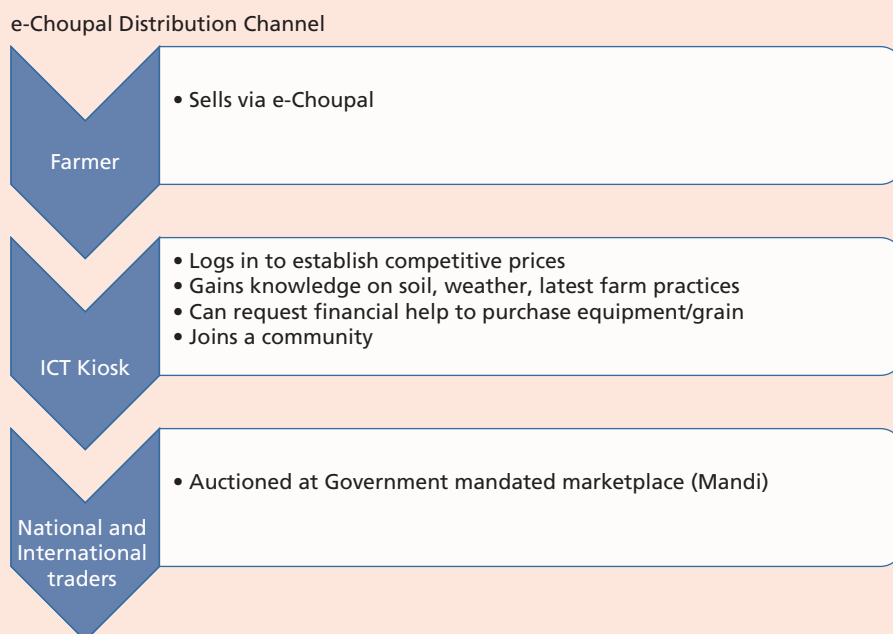 e-Choupal Distribution Channel
• Sells via e-Choupal
Farmer
• Logs in to establish competitive prices
• Gains knowledge on soil, weather, latest farm practices
• Can request financial help to purchase equipment/grain
• Joins a community
ICT Kiosk
• Auctioned at Government mandated marketplace (Mandi)
National and
International
traders